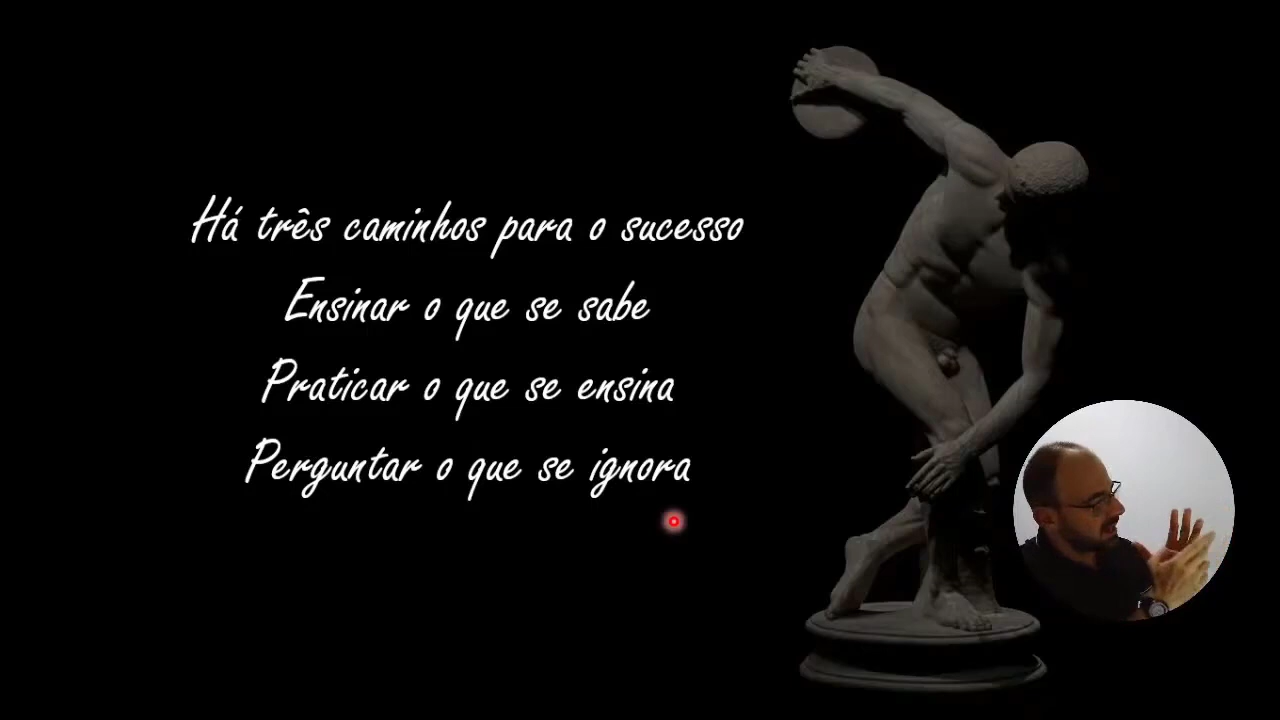 Há três caminhos para o sucesso
Ensinar o que se sabe
Praticar o que se ensina
Perguntar o que se ignora